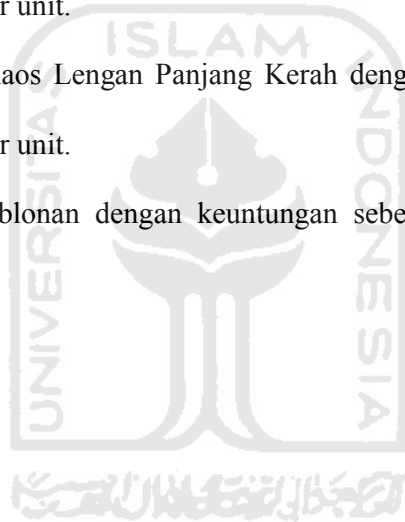 r unit.
ISLAM
aos Lengan Panjang Kerah deng
r unit.
blonan dengan keuntungan sebe
UNIVERSITAS
INDONESIA